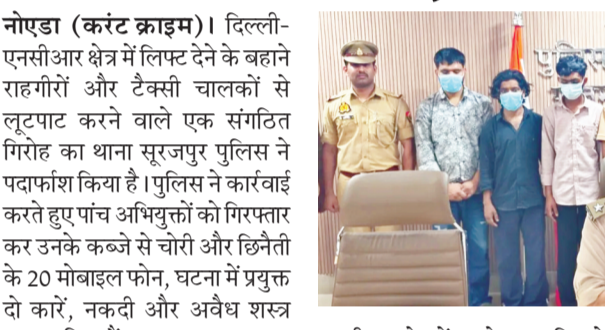 नोएडा (करंट क्राइम)। दिल्ली-
एनसीआर क्षेत्र में लिफ्ट देने के बहाने
राहगीरों और टैक्सी चालकों से
लूटपाट करने वाले एक संगठित
गिरोह का थाना सूरजपुर पुलिस ने
पदार्फाश किया है। पुलिस ने कार्रवाई
करते हुए पांच अभियुक्तों को गिरफ्तार
कर उनके कब्जे से चोरी और छिनैती
के 20 मोबाइल फोन, घटना में प्रयुक्त
दो कारें, नकदी और अवैध शस्त्र
पुलिस